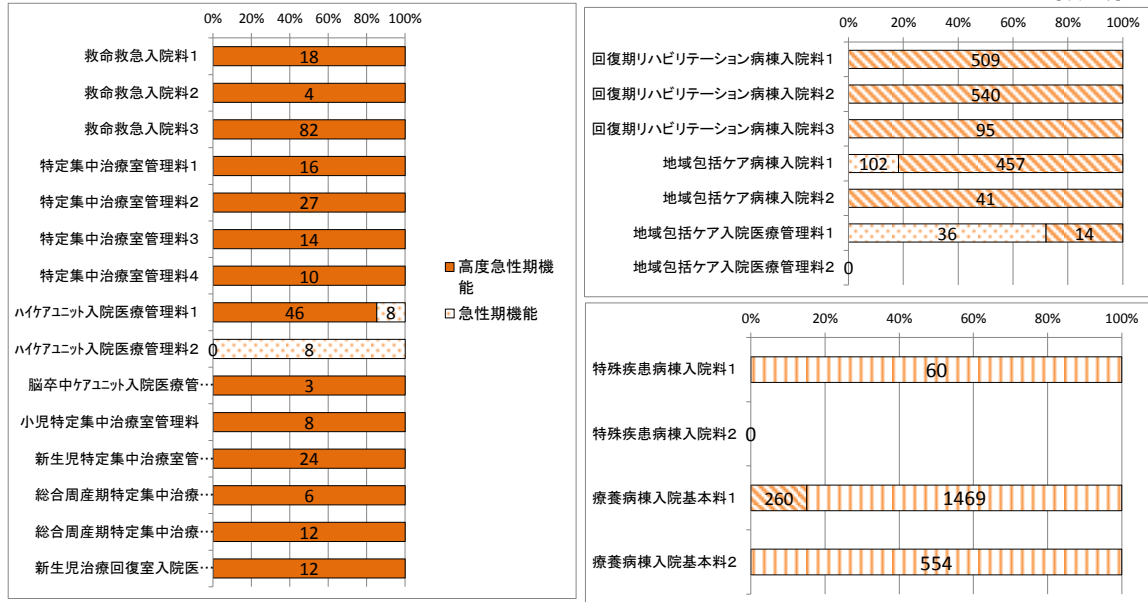 0% 20% 40% 60% 80% 100%
救命救急入院料1 18
救命救急入院料2 4
救命救急入院料3 82
特定集中治療室管理料1 16
特定集中治療室管理料2 27
特定集中治療室管理料3 14
特定集中治療室管理料4 10
ハイケアユニット入院医療管理料1 46 8
ハイケアユニット入院医療管理料2 0 8
脳卒中ケアユニット入院医療管… 3
小児特定集中治療室管理料 8
新生児特定集中治療室管… 24
総合周産期特定集中治療… 6
総合周産期特定集中治療… 12
新生児治療回復室入院医… 12
高度急性期機
能
急性期機能
0% 20% 40% 60% 80% 100%
回復期リハビリテーション病棟入院料1 509
回復期リハビリテーション病棟入院料2 540
回復期リハビリテーション病棟入院料3 95
地域包括ケア病棟入院料1 102 457
地域包括ケア病棟入院料2 41
地域包括ケア入院医療管理料1 36 14
地域包括ケア入院医療管理料2 0
0% 20% 40% 60% 80% 100%
特殊疾患病棟入院料1 60
特殊疾患病棟入院料2 0
療養病棟入院基本料1 260 1469
療養病棟入院基本料2 554